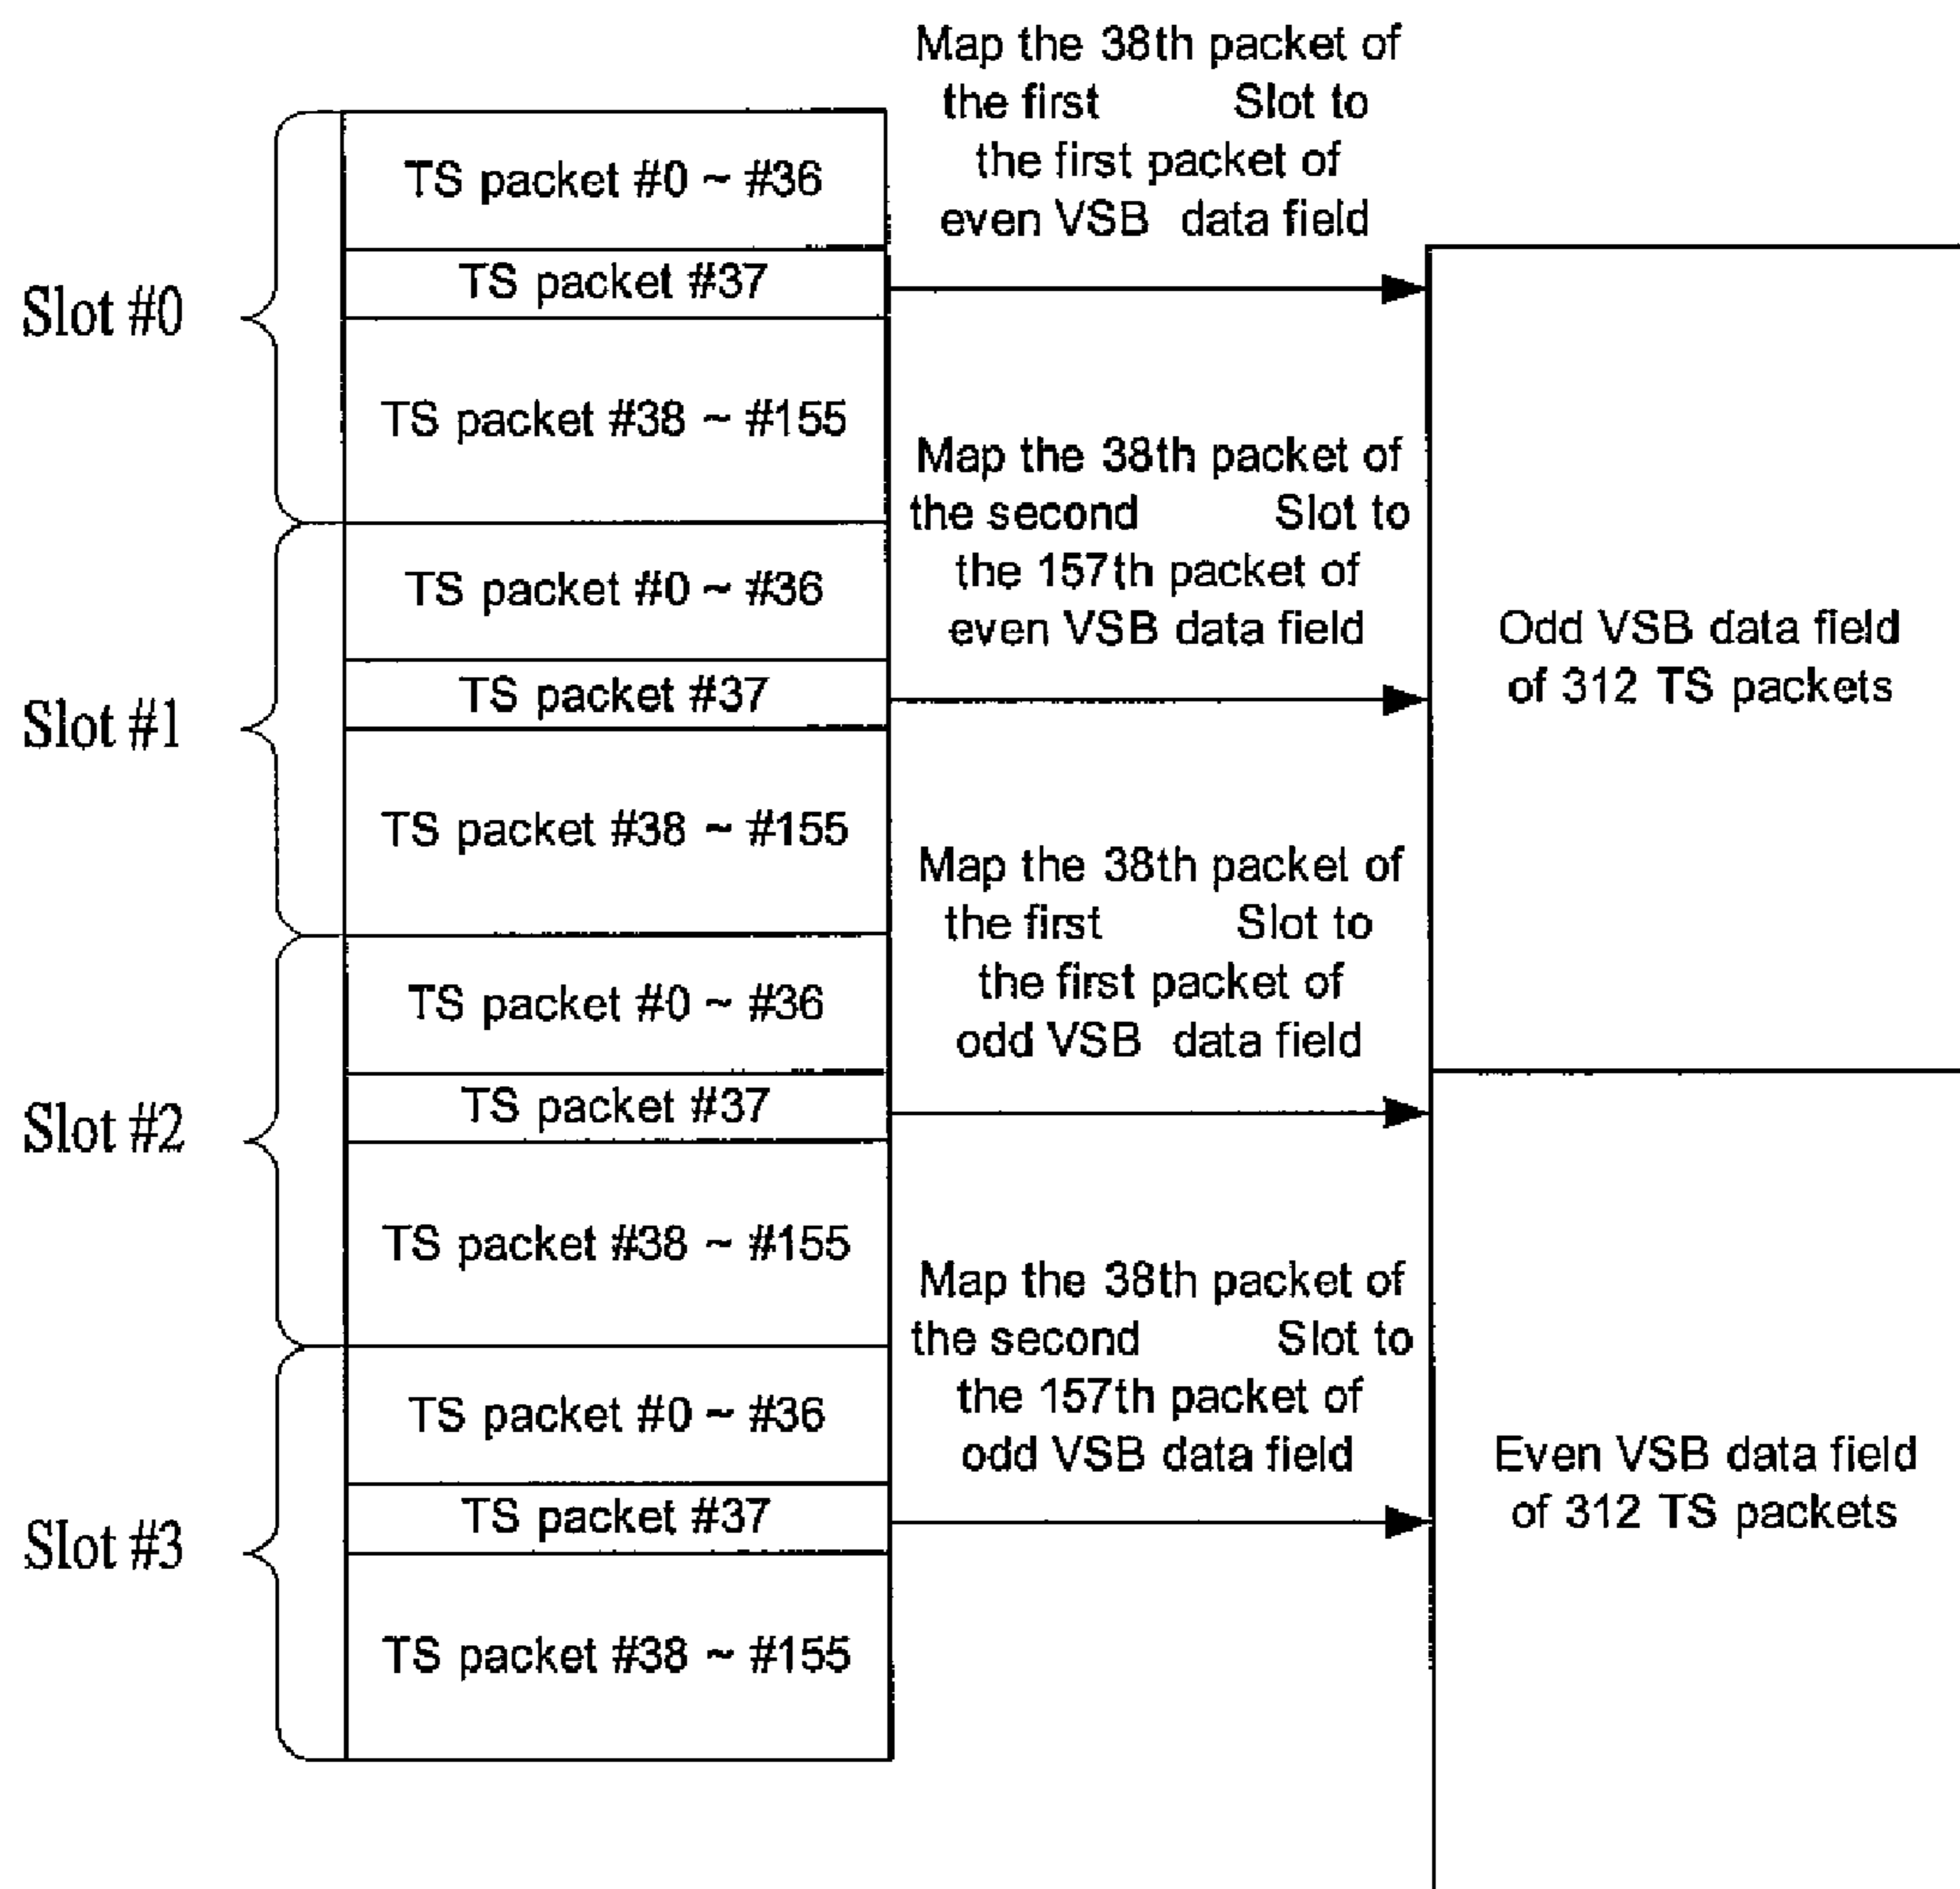 Map the 38th packet of
the first Slot to
the first packet of
even VSB data field
Slot #0
TS packet #0 ~ #36
TS packet #37
TS packet #38 ~ #155
Map the 38th packet of
the second Slot to
the 157th packet of
even VSB data field
Slot #1
TS packet #0 ~ #36
TS packet #37
TS packet #38 ~ #155
Odd VSB data field
of 312 TS packets
Map the 38th packet of
the first Slot to
the first packet of
odd VSB data field
Slot #2
TS packet #0 ~ #36
TS packet #37
TS packet #38 ~ #155
Map the 38th packet of
the second Slot to
the 157th packet of
odd VSB data field
Slot #3
TS packet #0 ~ #36
TS packet #37
TS packet #38 ~ #155
Even VSB data field
of 312 TS packets